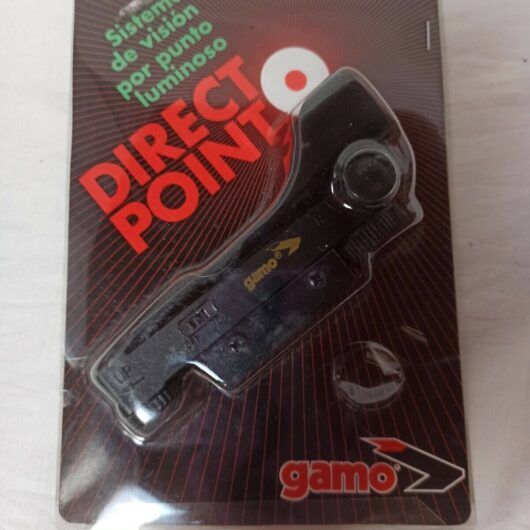 Sistema
de visión
por punto
luminoso
DIRECT
POINT
gamo®
UP
gamo®